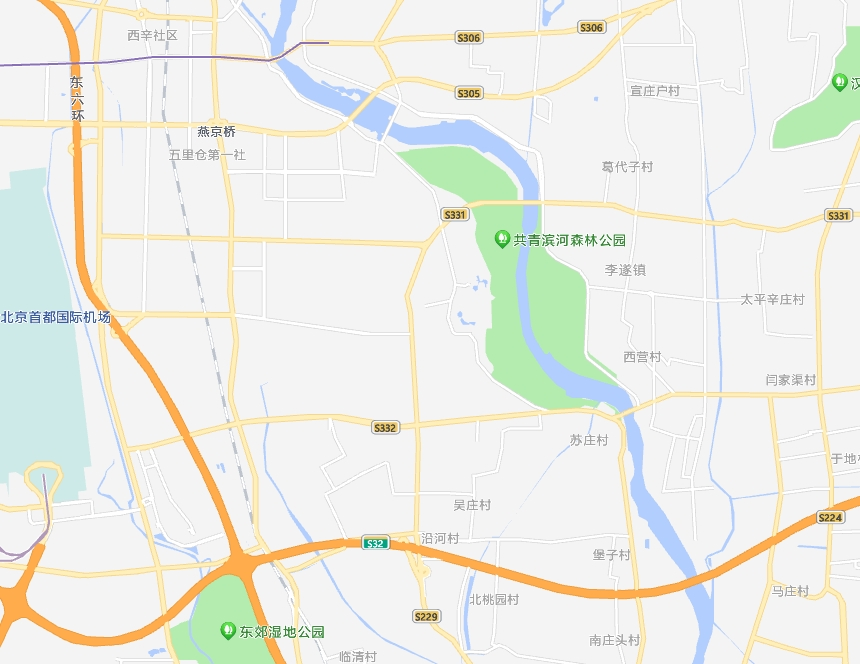 S306
西辛社区
S306
东六环
S305
宣庄户村
汉
燕京桥
五里仓第一社
葛代子村
S331
S331
共青滨河森林公园
李遂镇
太平辛庄村
北京首都国际机场
西营村
闫家渠村
S332
苏庄村
于地村
吴庄村
S224
沿河村
S32
堡子村
马庄村
北桃园村
S229
东郊湿地公园
南庄头村
临清村